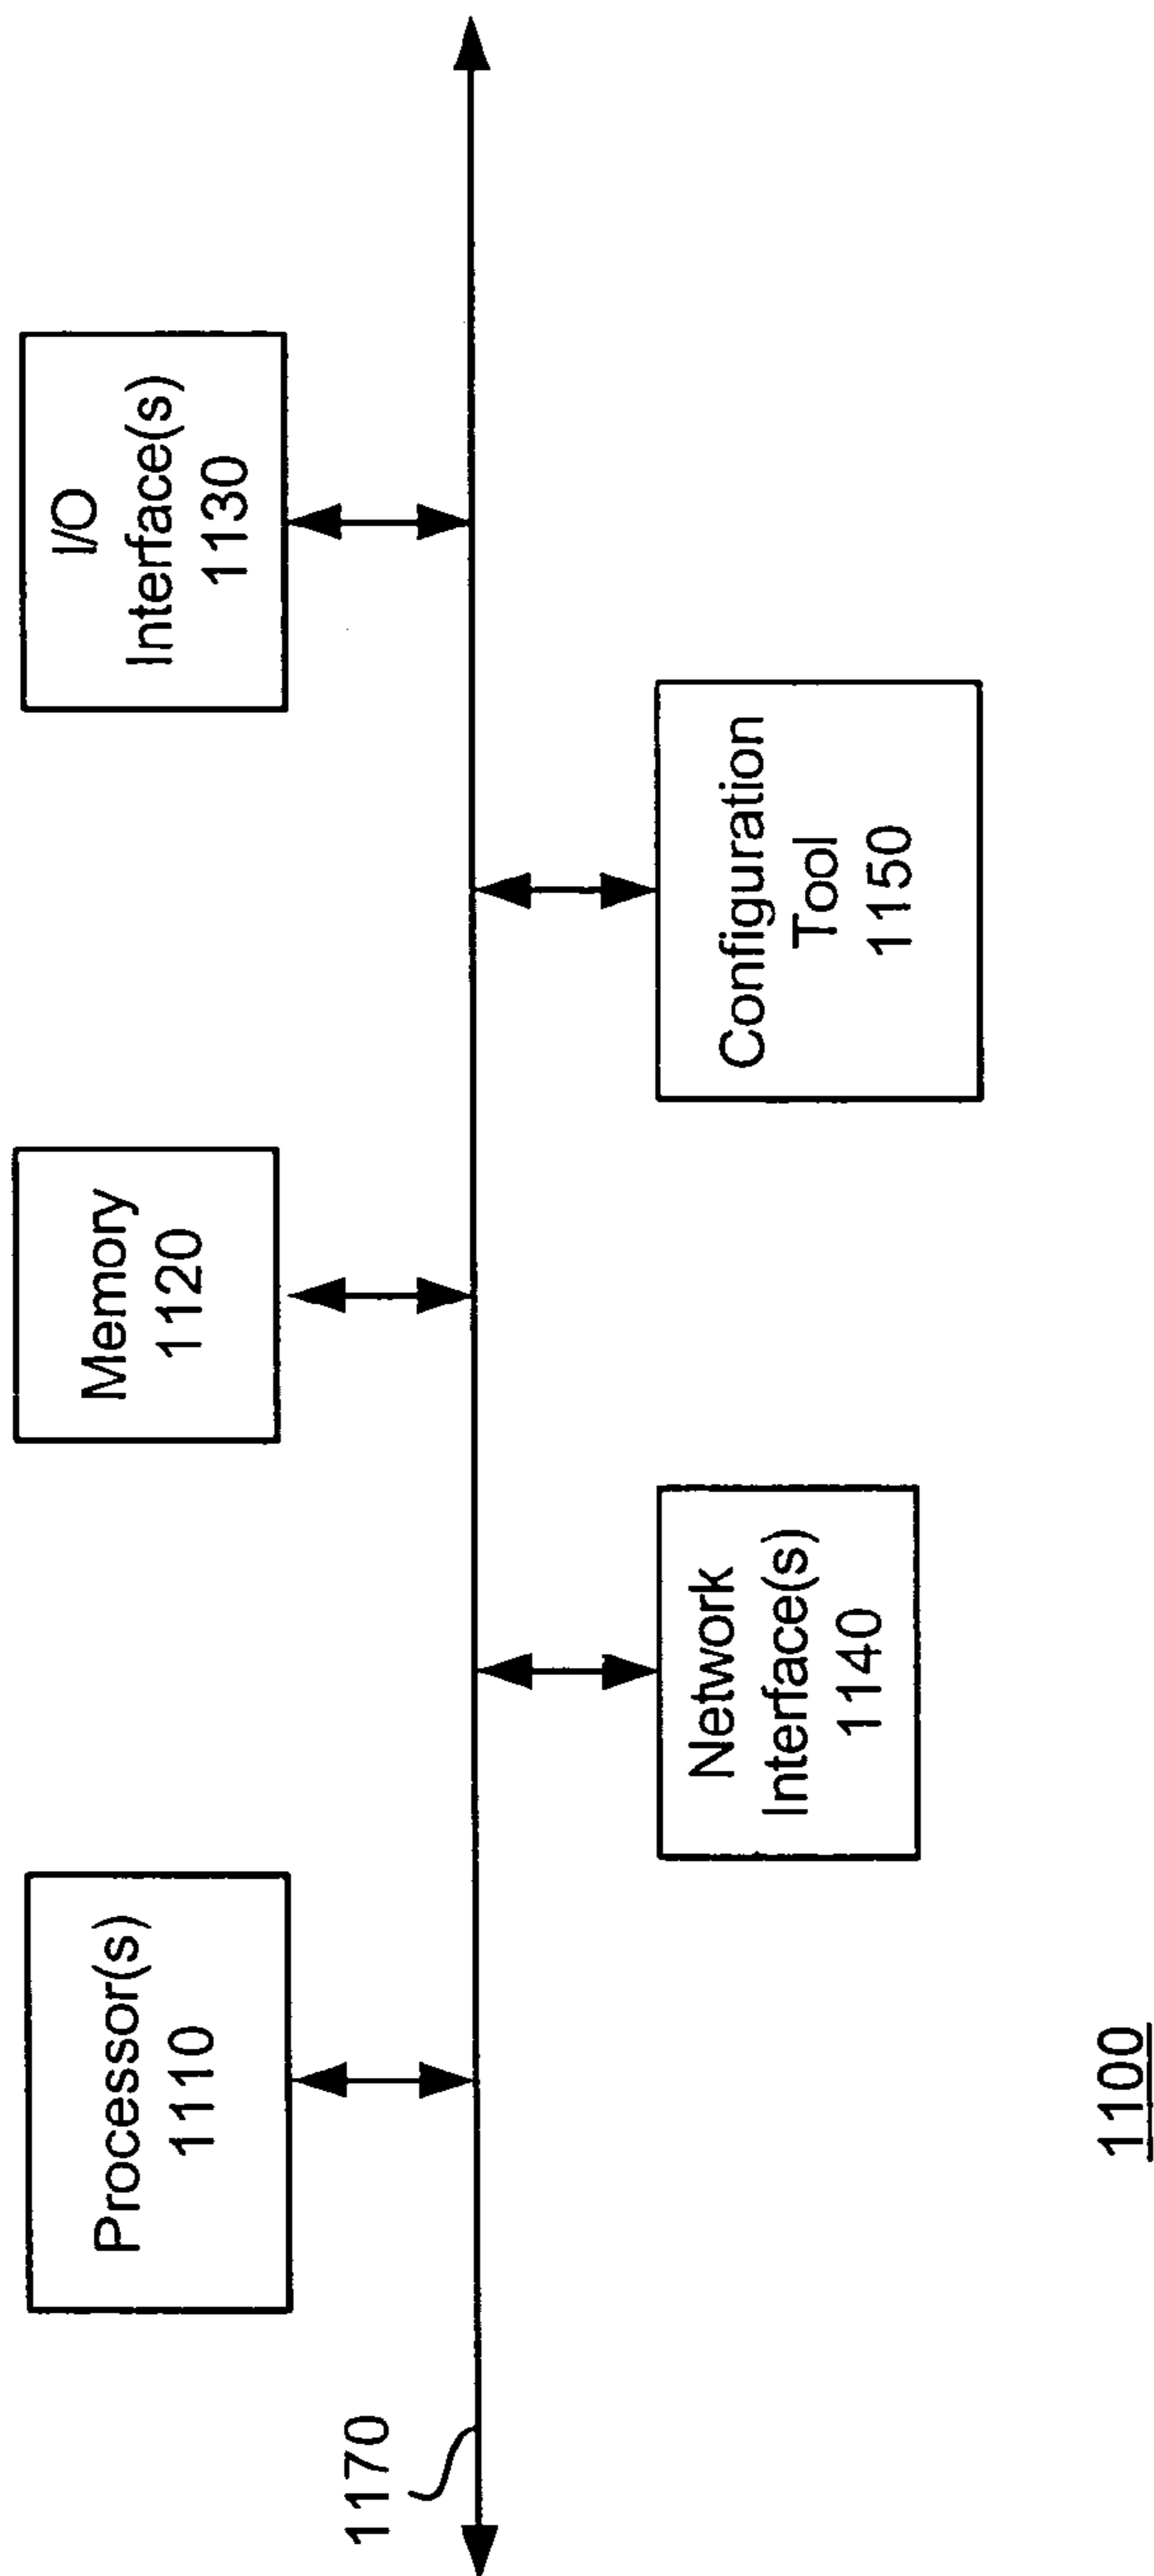 Processor(s)
1110
Memory
1120
I/O
Interface(s)
1130
1170
Network
Interface(s)
1140
Configuration
Tool
1150
1100